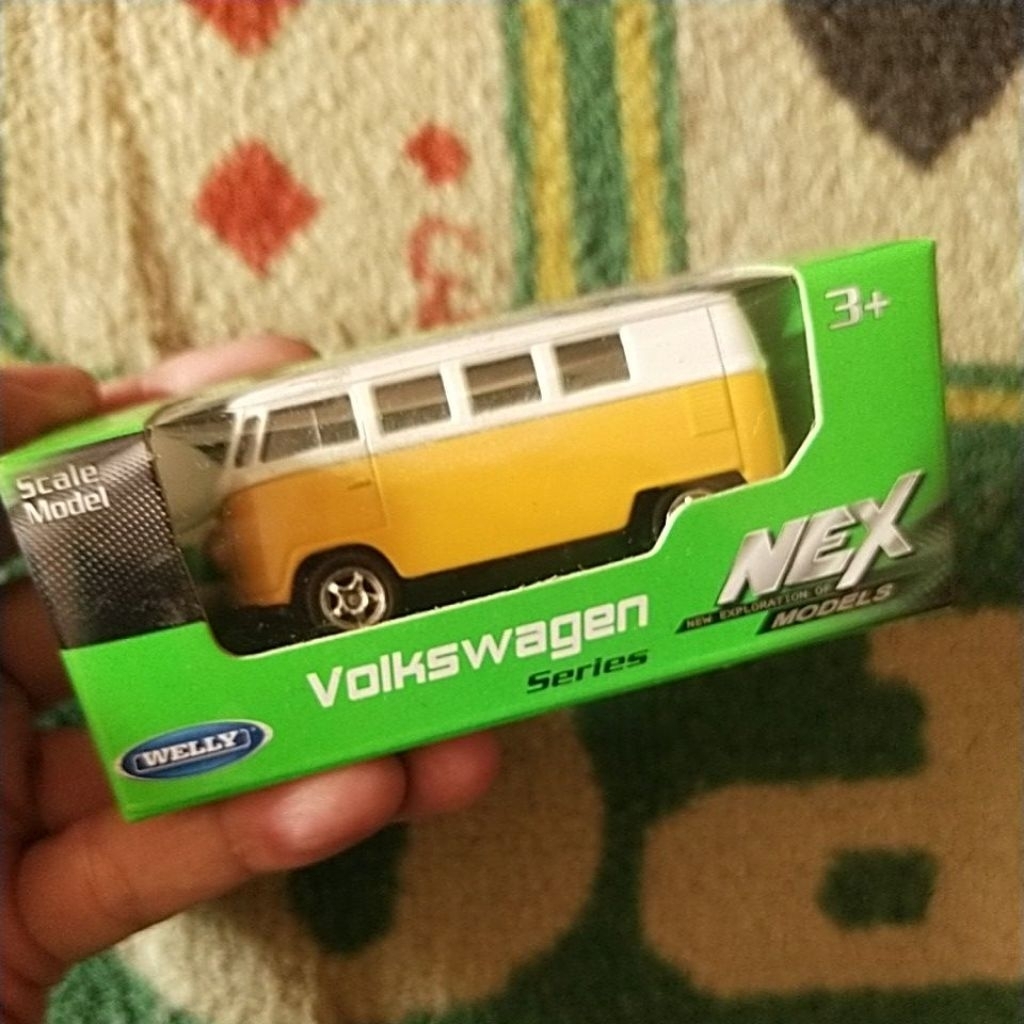 3+
Scale
Model
NEX
NEW EXPLORATION OF
MODELS
Volkswagen
Series
WELLY